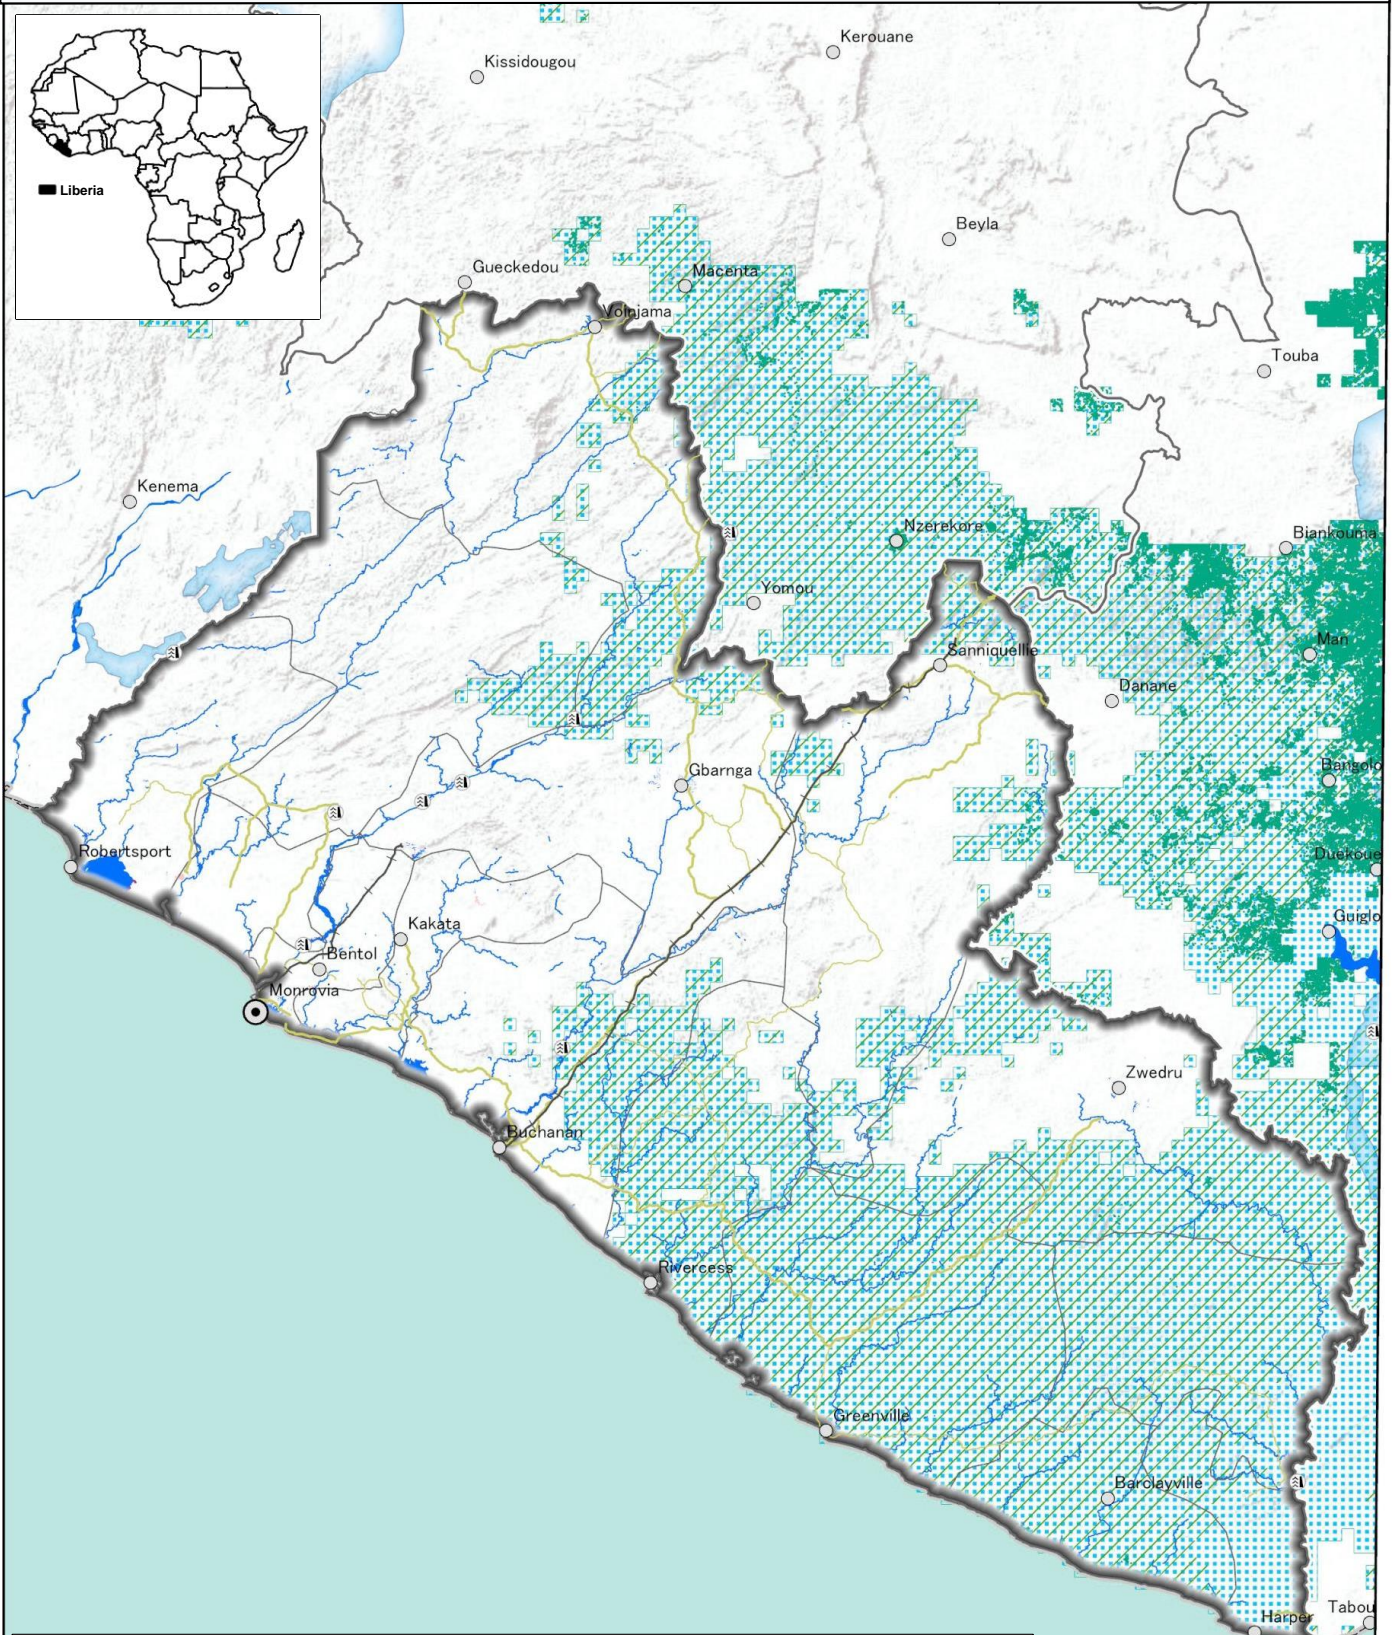 Kerouane
Kissidougou
Liberia
Beyla
Gueckedou
Macenta
Voinjama
Touba
Kenema
Nzerekore
Biankouma
Yomou
Man
Sanniquellie
Danane
Gbarnga
Bangolo
Robertsport
Duekoue
Guiglo
Kakata
Bentol
Monrovia
Zwedru
Buchanan
Rivercess
Greenville
Barclayville
Harper
Tabou